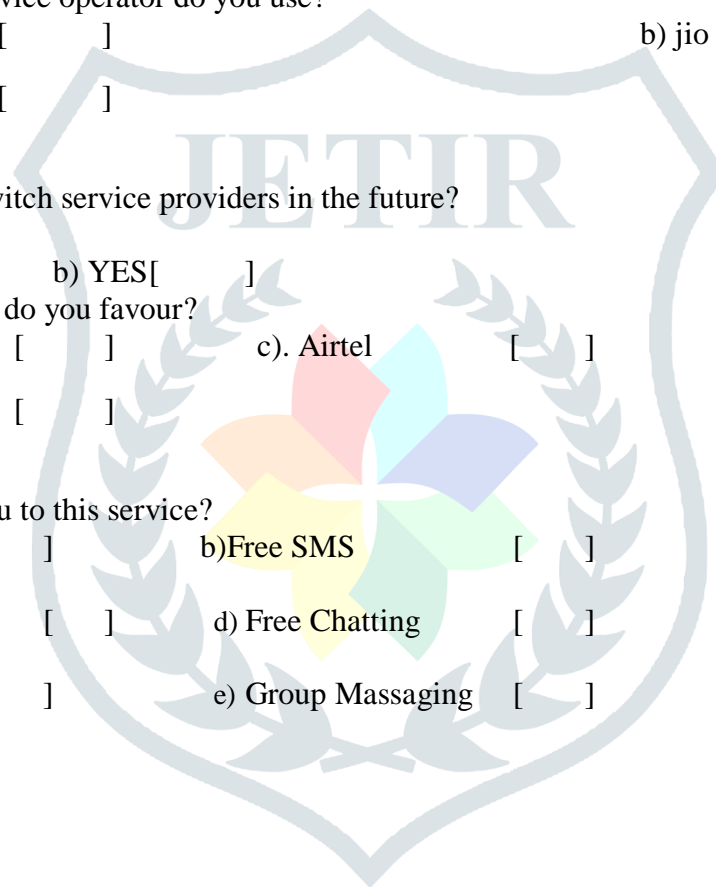 vice operator do you use?
[ ] b) jio
[ ]
JETIR
vitch service providers in the future?
b) YES[ ]
do you favour?
[ ] c). Airtel [ ]
[ ]
u to this service?
] b)Free SMS [ ]
[ ] d) Free Chatting [ ]
] e) Group Massaging [ ]